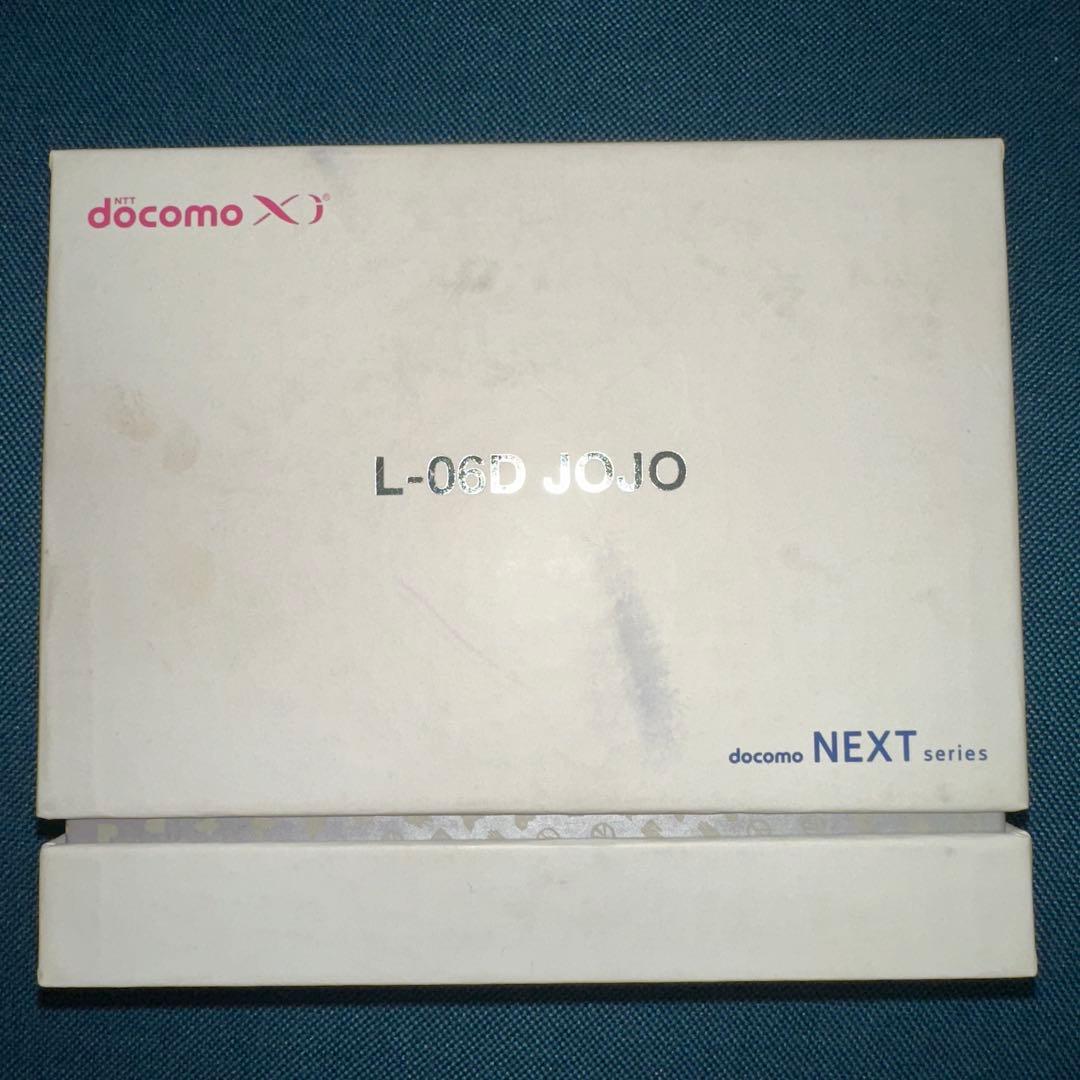 NTT
docomo Xi®
L-06D JOJO
docomo NEXT series